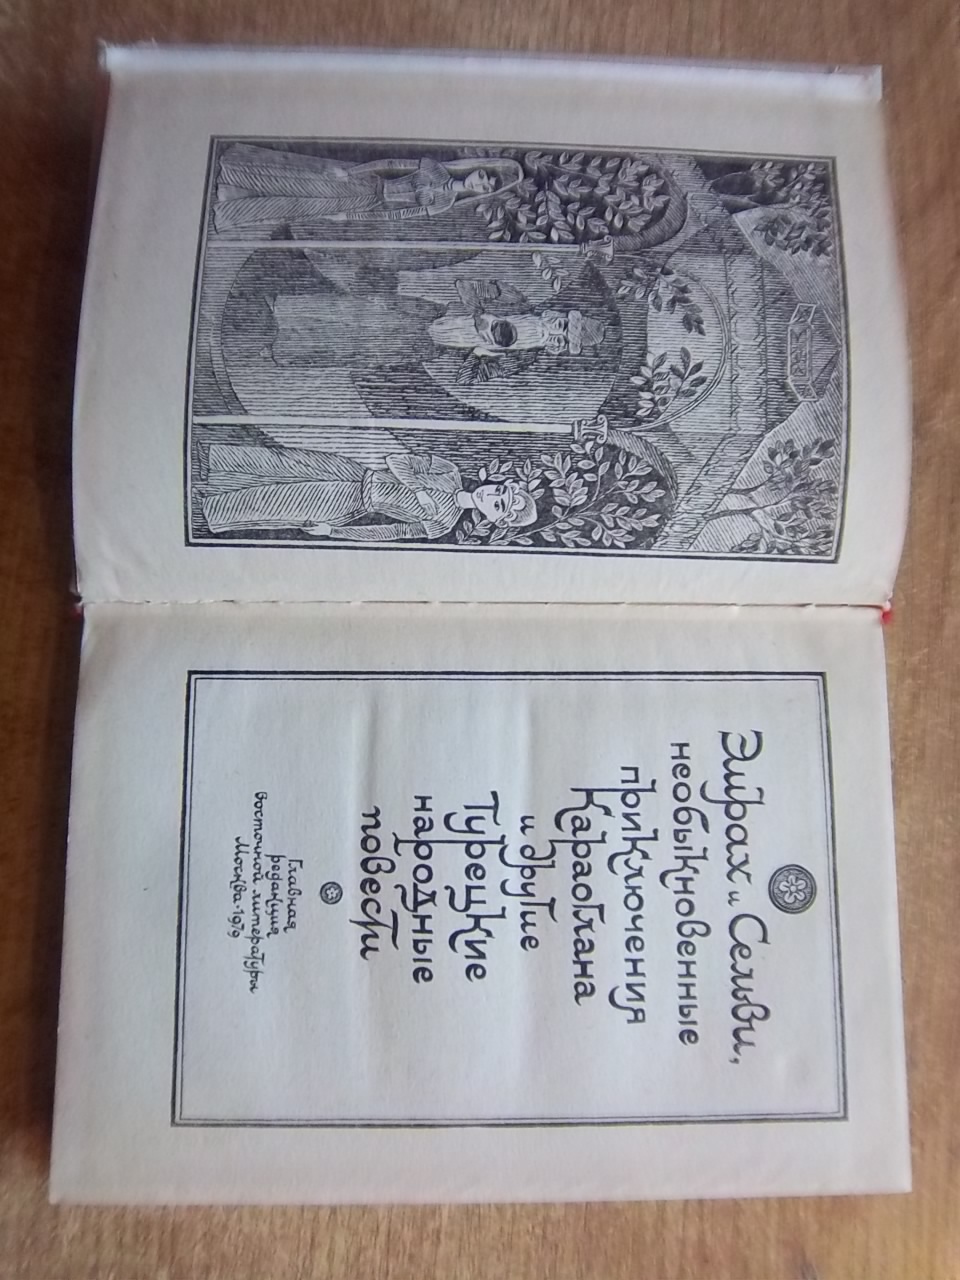 Эмрах и Сельви,
необыкновенные
приключения
Караоглана
и другие
турецкие
народные
повести
Главная
редакция
восточной литературы
Москва·1979